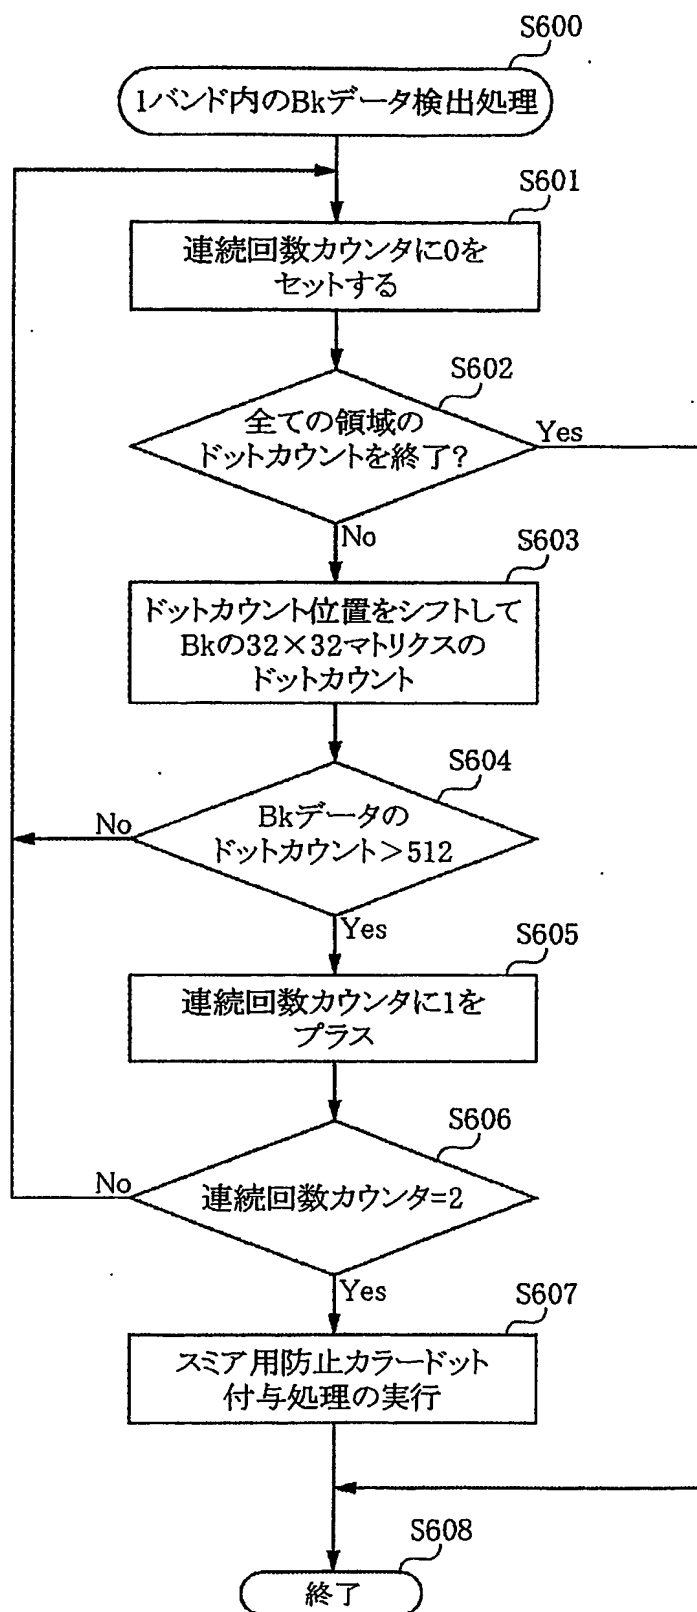 S600
1バンド内のBkデータ検出処理
S601
連続回数カウンタに0を
セットする
S602
全ての領域の
ドットカウントを終了?
Yes
No
S603
ドットカウント位置をシフトして
Bkの32×32マトリクスの
ドットカウント
S604
No
Bkデータの
ドットカウント＞512
Yes
S605
連続回数カウンタに1を
プラス
S606
No
連続回数カウンタ=2
Yes
S607
スミア用防止カラードット
付与処理の実行
S608
終了